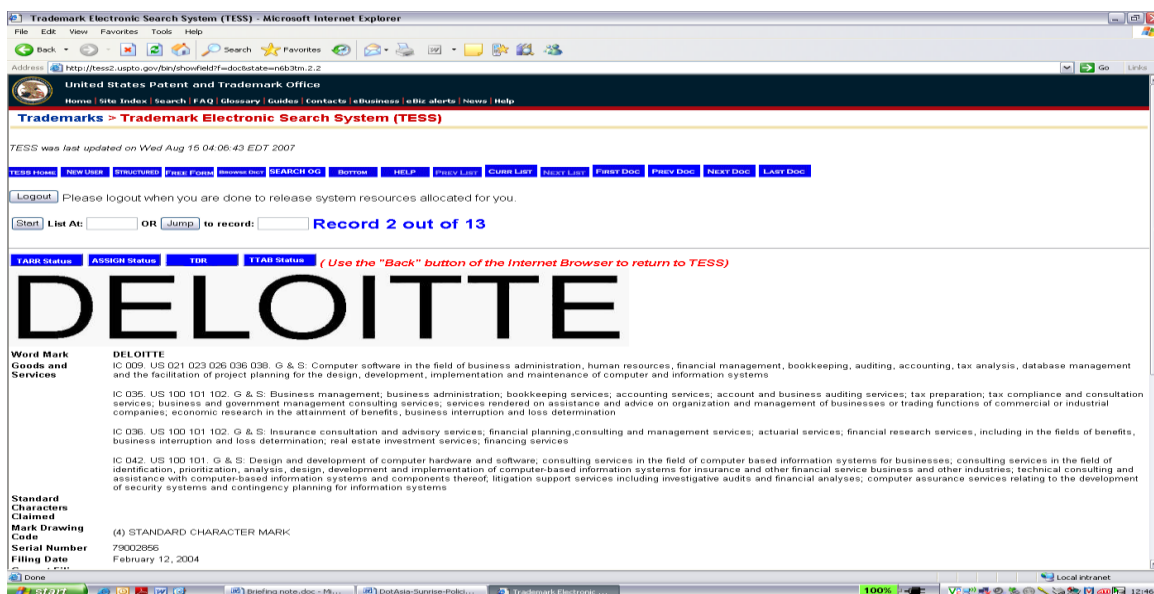 Trademark Electronic Search System (TESS) - Microsoft Internet Explorer
File Edit View Favorites Tools Help
Back Search Favorites
Address http://tess2.uspto.gov/bin/showfield?f=doc&state=n6b3tm.2.2 Go Links
United States Patent and Trademark Office
Home | Site Index | Search | FAQ | Glossary | Guides | Contacts | eBusiness | eBiz alerts | News | Help
Trademarks > Trademark Electronic Search System (TESS)
TESS was last updated on Wed Aug 15 04:06:43 EDT 2007
TESS HOME NEW USER STRUCTURED FREE FORM BROWSE DICT SEARCH OG BOTTOM HELP PREV LIST CURR LIST NEXT LIST FIRST DOC PREV DOC NEXT DOC LAST DOC
Logout Please logout when you are done to release system resources allocated for you.
Start List At: OR Jump to record: Record 2 out of 13
TARR Status ASSIGN Status TDR TTAB Status ( Use the "Back" button of the Internet Browser to return to TESS)
DELOITTE
Word Mark DELOITTE
Goods and Services IC 009. US 021 023 026 036 038. G & S: Computer software in the field of business administration, human resources, financial management, bookkeeping, auditing, accounting, tax analysis, database management
and the facilitation of project planning for the design, development, implementation and maintenance of computer and information systems
IC 035. US 100 101 102. G & S: Business management; business administration; bookkeeping services; accounting services; account and business auditing services; tax preparation; tax compliance and consultation
services; business and government management consulting services; services rendered on assistance and advice on organization and management of businesses or trading functions of commercial or industrial
companies; economic research in the attainment of benefits, business interruption and loss determination
IC 036. US 100 101 102. G & S: Insurance consultation and advisory services; financial planning,consulting and management services; actuarial services; financial research services, including in the fields of benefits,
business interruption and loss determination; real estate investment services; financing services
IC 042. US 100 101. G & S: Design and development of computer hardware and software; consulting services in the field of computer based information systems for businesses; consulting services in the field of
identification, prioritization, analysis, design, development and implementation of computer-based information systems for insurance and other financial service business and other industries; technical consulting and
assistance with computer-based information systems and components thereof; litigation support services including investigative audits and financial analyses; computer assurance services relating to the development
of security systems and contingency planning for information systems
Standard
Characters
Claimed
Mark Drawing
Code (4) STANDARD CHARACTER MARK
Serial Number 79002856
Filing Date February 12, 2004
Done Local intranet
start Briefing note.doc - Mi... DotAsia-Sunrise-Polici... Trademark Electronic ... 100% 12:46